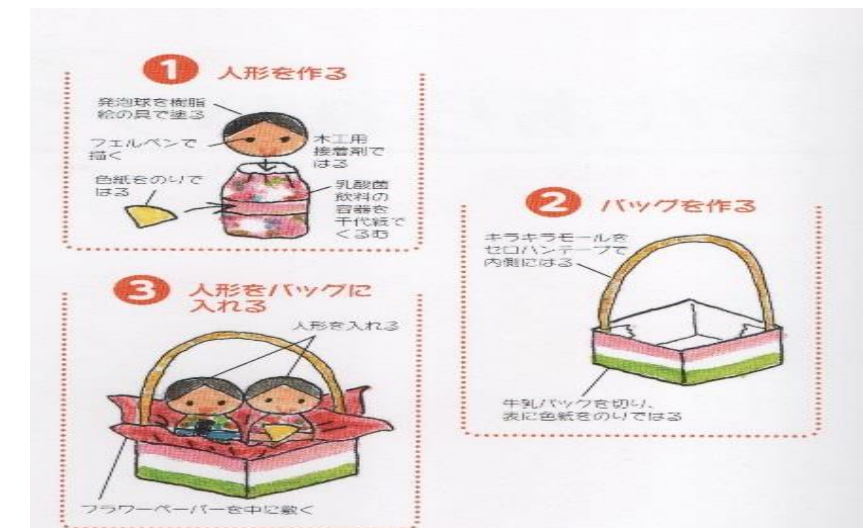 1 人形を作る
発泡球を樹脂
絵の具で塗る
フェルペンで
描く
色紙をのりで
はる
木工用
接着剤で
はる
乳酸菌
飲料の
容器を
千代紙で
くるむ
2 バッグを作る
キラキラモールを
セロハンテープで
内側にはる
牛乳パックを切り、
表に色紙をのりではる
3 人形をバッグに
入れる
人形を入れる
フラワーペーパーを中に敷く